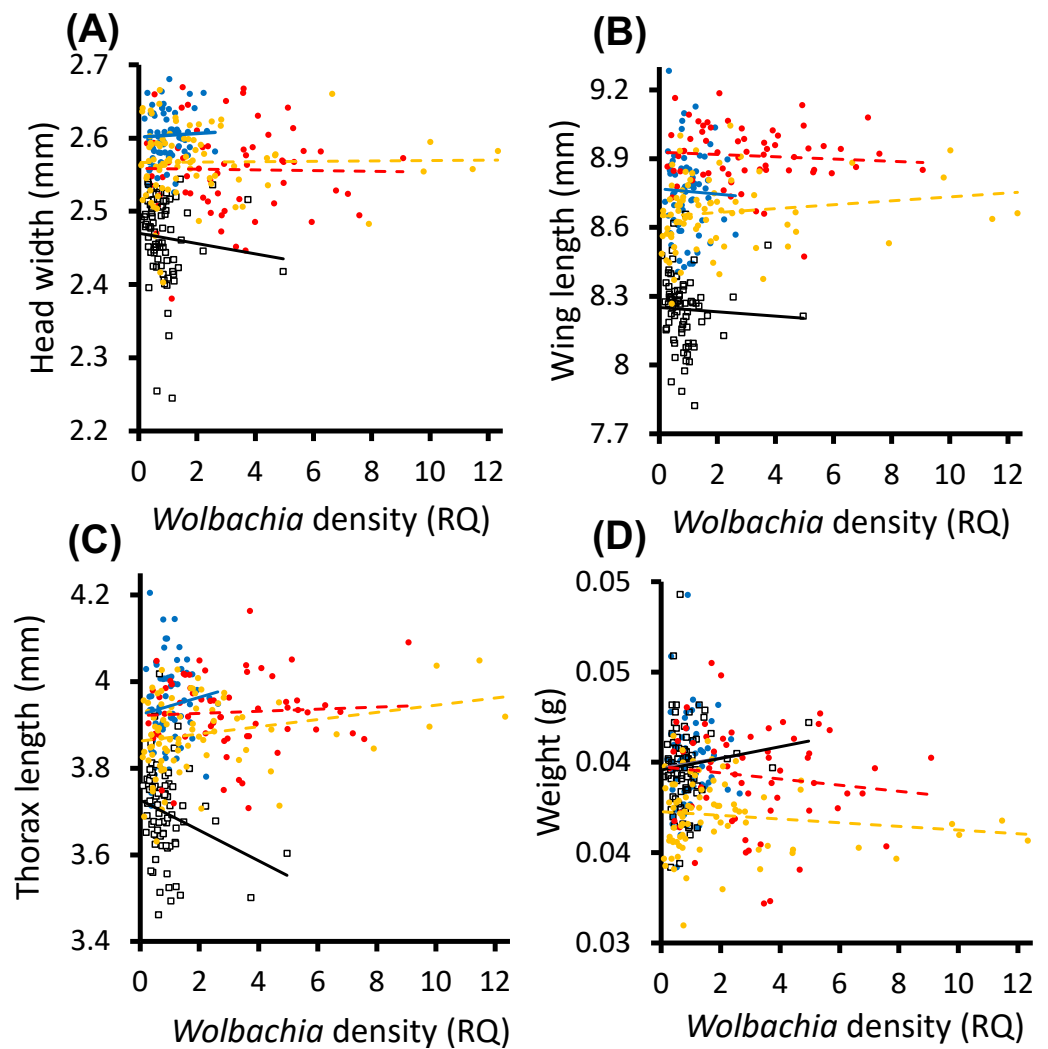 (A)
Head width (mm)
2.7
2.6
2.5
2.4
2.3
2.2
0 2 4 6 8 10 12
Wolbachia density (RQ)
(B)
Wing length (mm)
9.2
8.9
8.6
8.3
8
7.7
0 2 4 6 8 10 12
Wolbachia density (RQ)
(C)
Thorax length (mm)
4.2
4
3.8
3.6
3.4
0 2 4 6 8 10 12
Wolbachia density (RQ)
(D)
Weight (g)
0.05
0.05
0.04
0.04
0.03
0 2 4 6 8 10 12
Wolbachia density (RQ)